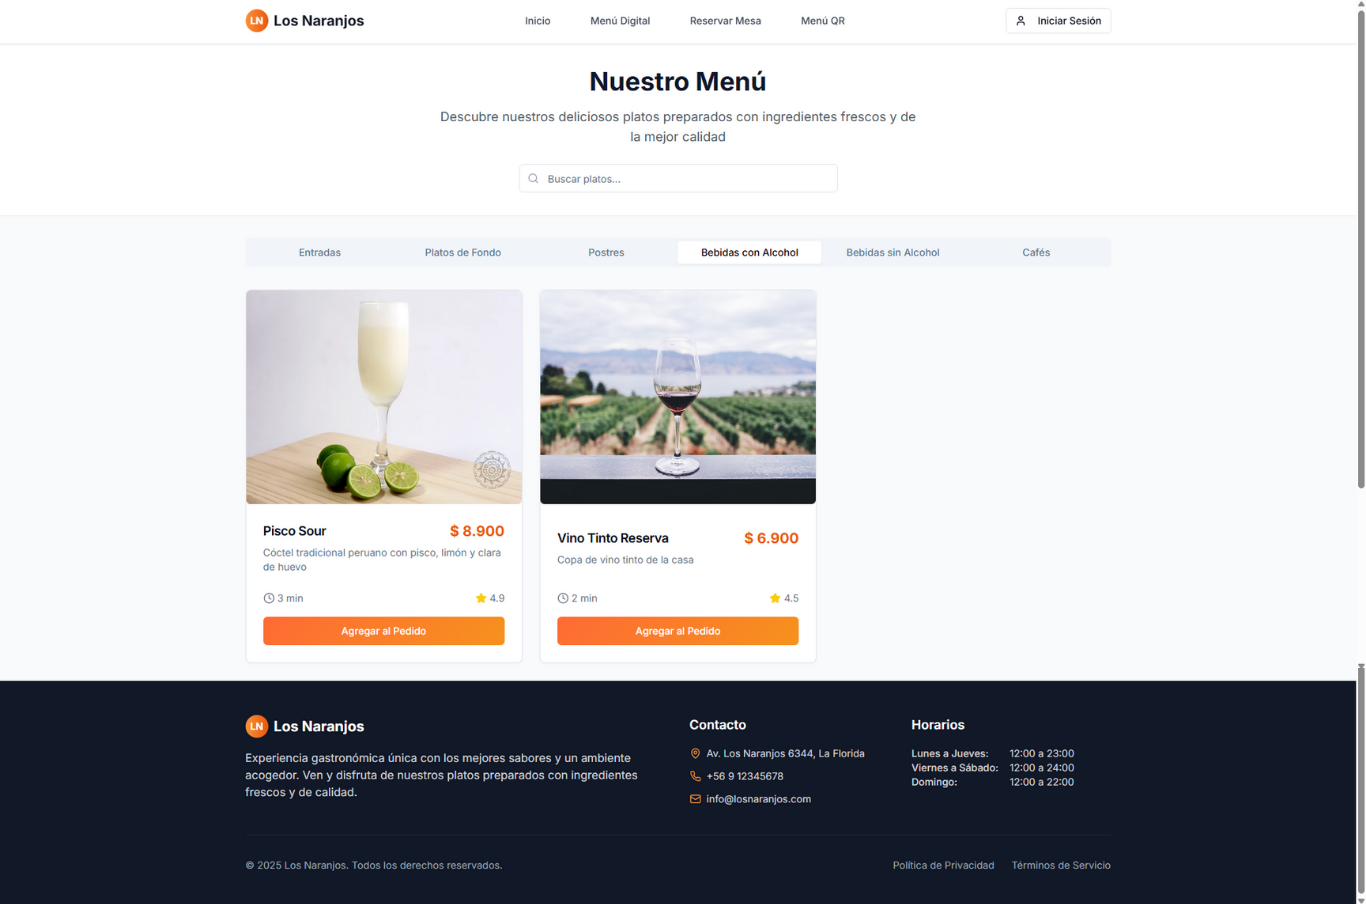 LN Los Naranjos
Inicio
Menú Digital
Reservar Mesa
Menú QR
Iniciar Sesión
Nuestro Menú
Descubre nuestros deliciosos platos preparados con ingredientes frescos y de
la mejor calidad
Buscar platos...
Entradas
Platos de Fondo
Postres
Bebidas con Alcohol
Bebidas sin Alcohol
Cafés
Pisco Sour
$ 8.900
Cóctel tradicional peruano con pisco, limón y clara
de huevo
3 min
4.9
Agregar al Pedido
Vino Tinto Reserva
$ 6.900
Copa de vino tinto de la casa
2 min
4.5
Agregar al Pedido
LN Los Naranjos
Experiencia gastronómica única con los mejores sabores y un ambiente
acogedor. Ven y disfruta de nuestros platos preparados con ingredientes
frescos y de calidad.
Contacto
Av. Los Naranjos 6344, La Florida
+56 9 12345678
info@losnaranjos.com
Horarios
Lunes a Jueves: 12:00 a 23:00
Viernes a Sábado: 12:00 a 24:00
Domingo: 12:00 a 22:00
© 2025 Los Naranjos. Todos los derechos reservados.
Política de Privacidad
Términos de Servicio